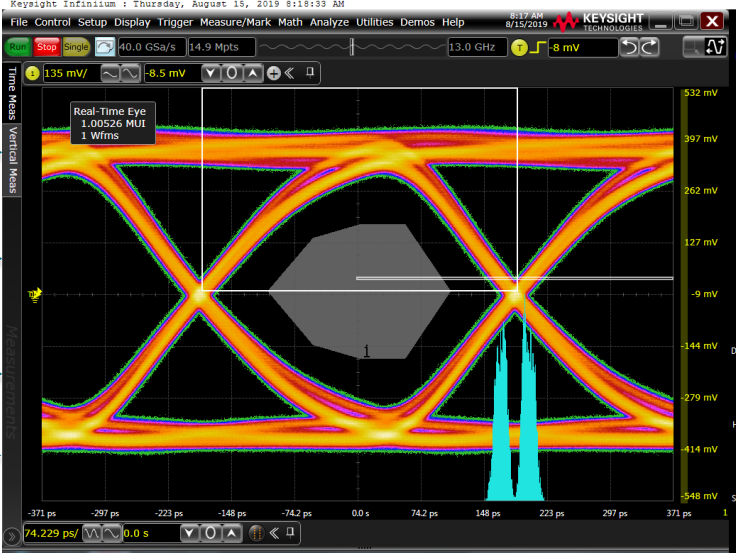 Keysight Infiniium : Thursday, August 15, 2019 8:18:33 AM
File Control Setup Display Trigger Measure/Mark Math Analyze Utilities Demos Help
8:17 AM
8/15/2019
KEYSIGHT
TECHNOLOGIES
Run Stop Single 40.0 GSa/s 14.9 Mpts 13.0 GHz T -8 mV
1 135 mV/ -8.5 mV
Time Meas
Vertical Meas
Measurements
Real-Time Eye
1.00526 MUI
1 Wfms
532 mV
397 mV
262 mV
127 mV
-9 mV
-144 mV
-279 mV
-414 mV
-548 mV
1
-371 ps -297 ps -223 ps -148 ps -74.2 ps 0.0 s 74.2 ps 148 ps 223 ps 297 ps 371 ps 1
74.229 ps/ 0.0 s